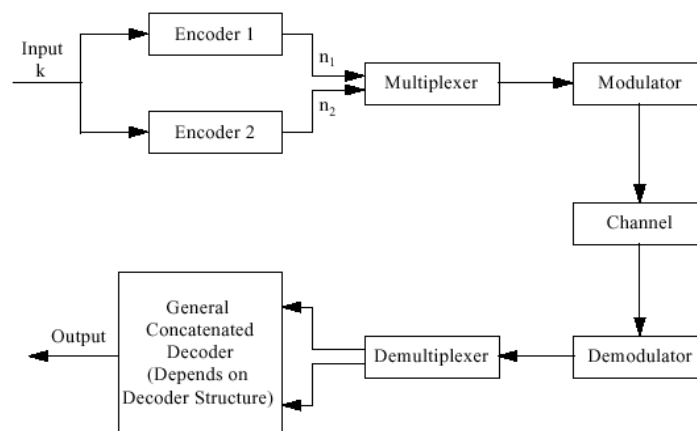 Input
k
Encoder 1
n1
Multiplexer
Modulator
Encoder 2
n2
Channel
General
Concatenated
Decoder
(Depends on
Decoder Structure)
Output
Demultiplexer
Demodulator